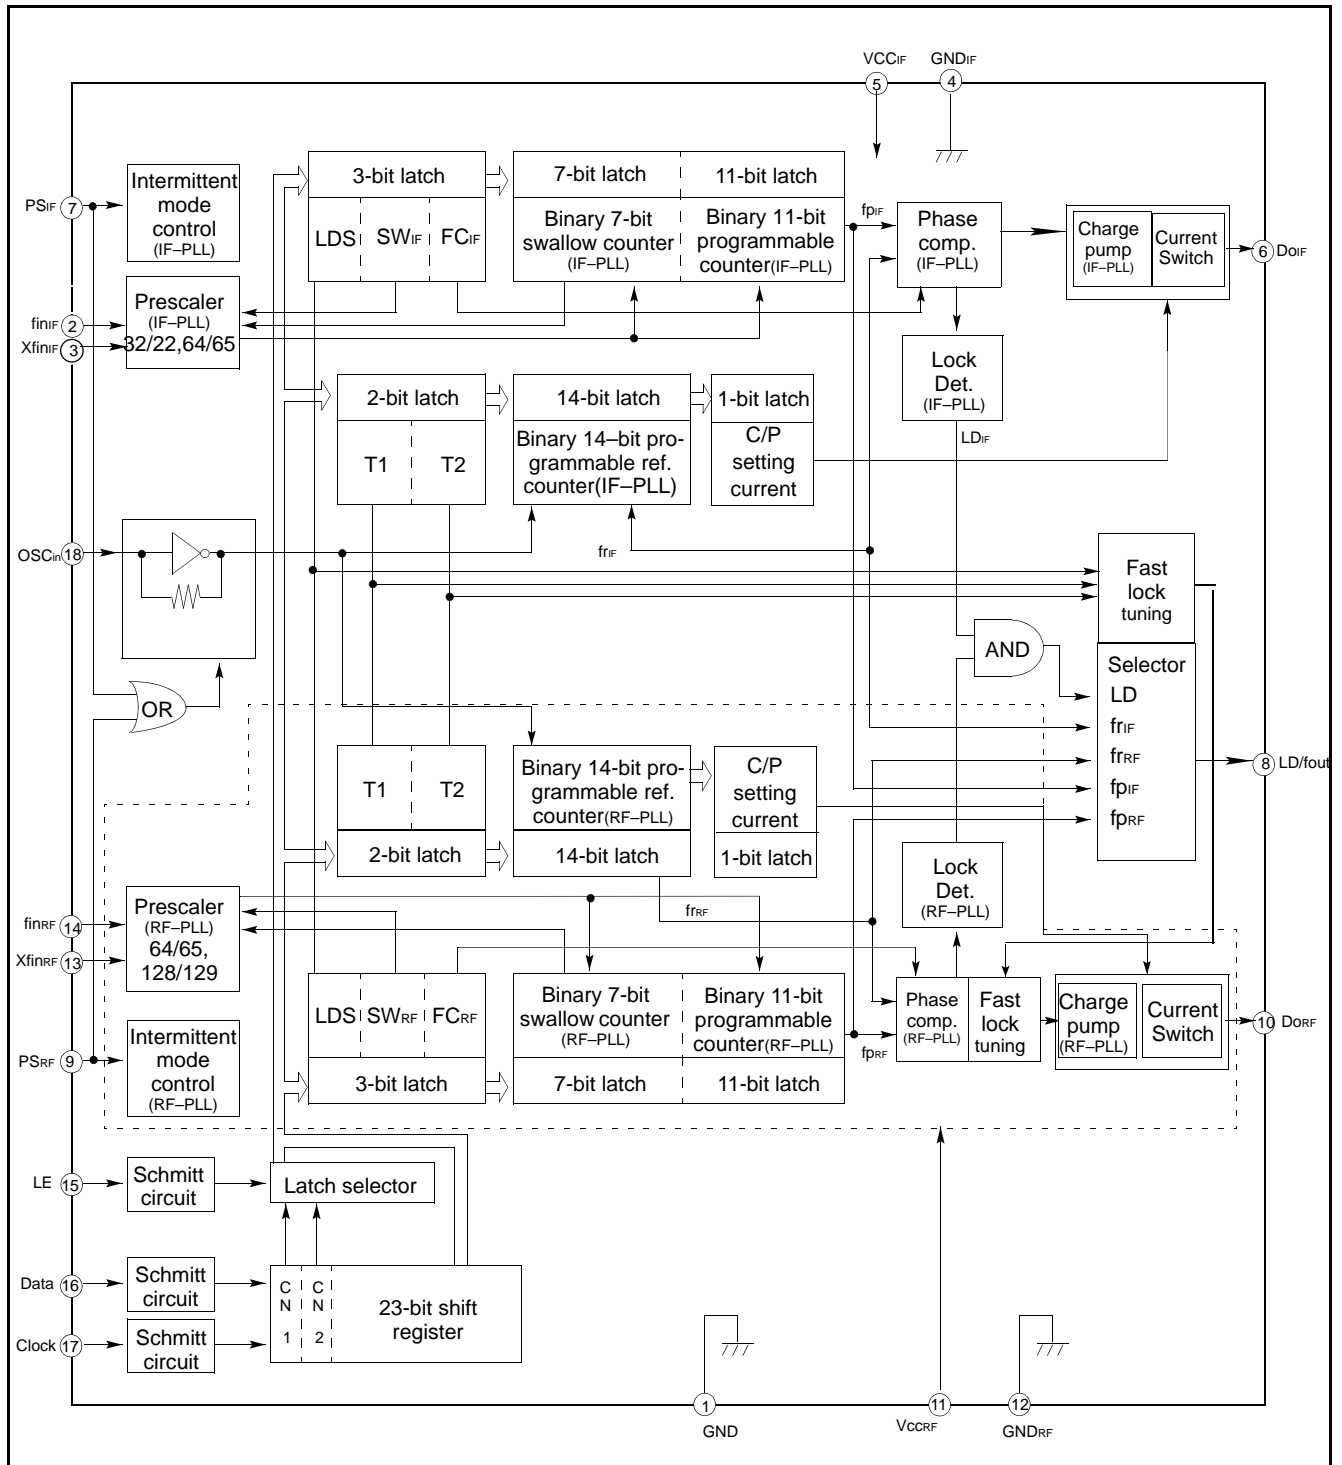 VCCIF
GNDIF
5
4
PSIF
7
Intermittent
mode
control
(IF–PLL)
3-bit latch
LDS
SWIF
FCIF
7-bit latch
11-bit latch
Binary 7-bit
swallow counter
(IF–PLL)
Binary 11-bit
programmable
counter(IF–PLL)
fpIF
Phase
comp.
(IF–PLL)
Charge
pump
(IF–PLL)
Current
Switch
6
DoIF
finIF
2
XfinIF
3
Prescaler
(IF–PLL)
32/22,64/65
Lock
Det.
(IF–PLL)
LDIF
2-bit latch
T1
T2
14-bit latch
Binary 14–bit pro-
grammable ref.
counter(IF–PLL)
1-bit latch
C/P
setting
current
OSCin
18
frIF
Fast
lock
tuning
OR
AND
Selector
LD
frIF
frRF
fpIF
fpRF
8
LD/fout
T1
T2
2-bit latch
Binary 14-bit pro-
grammable ref.
counter(RF–PLL)
14-bit latch
C/P
setting
current
1-bit latch
Lock
Det.
(RF–PLL)
finRF
14
XfinRF
13
Prescaler
(RF–PLL)
64/65,
128/129
frRF
LDS
SWRF
FCRF
3-bit latch
Binary 7-bit
swallow counter
(RF–PLL)
Binary 11-bit
programmable
counter(RF–PLL)
7-bit latch
11-bit latch
fpRF
Phase
comp.
(RF–PLL)
Fast
lock
tuning
Charge
pump
(RF–PLL)
Current
Switch
10
DoRF
PSRF
9
Intermittent
mode
control
(RF–PLL)
LE
15
Schmitt
circuit
Latch selector
Data
16
Schmitt
circuit
Clock
17
Schmitt
circuit
C
N
1
C
N
2
23-bit shift
register
1
GND
11
VccRF
12
GNDRF